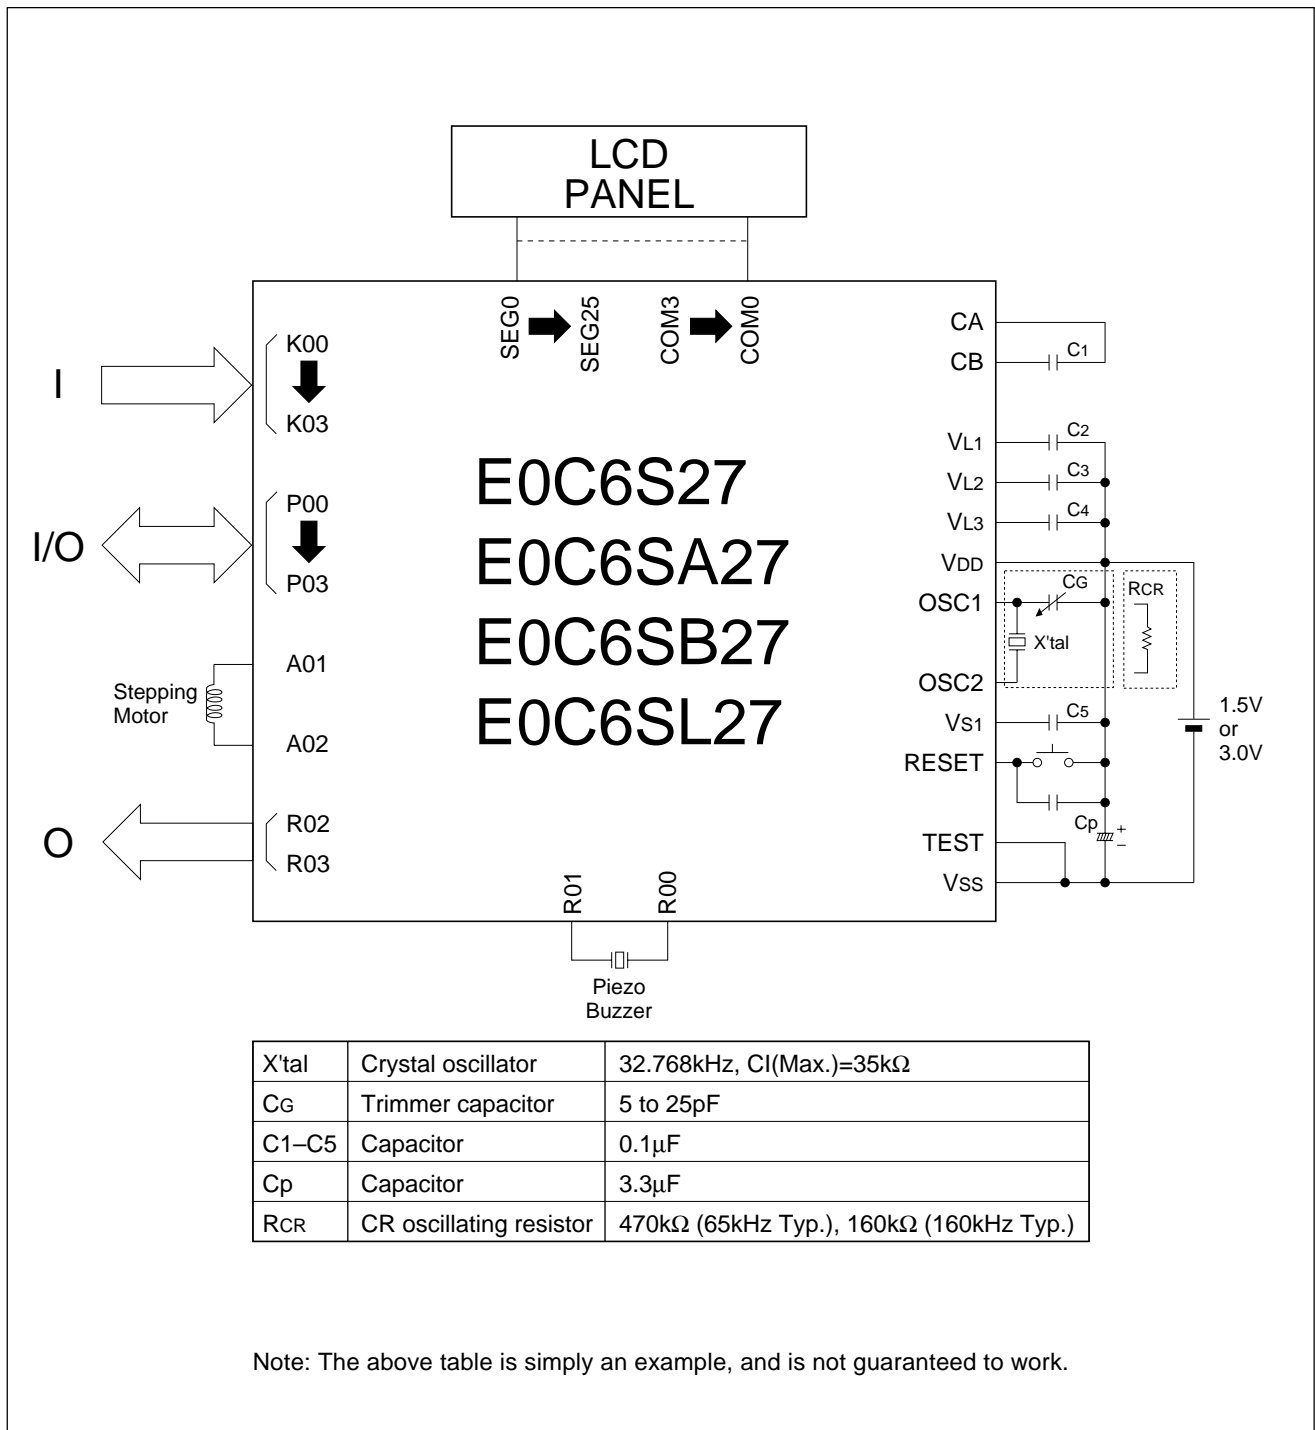 LCD
PANEL
SEG0
SEG25
COM3
COM0
I
K00
K03
I/O
P00
P03
Stepping
Motor
A01
A02
O
R02
R03
E0C6S27
E0C6SA27
E0C6SB27
E0C6SL27
CA
CB
C1
VL1
C2
VL2
C3
VL3
C4
VDD
OSC1
CG
X'tal
OSC2
RCR
VS1
C5
RESET
Cp
+
–
TEST
VSS
1.5V
or
3.0V
R01
R00
Piezo
Buzzer
X'tal Crystal oscillator 32.768kHz, CI(Max.)=35kΩ
CG Trimmer capacitor 5 to 25pF
C1–C5 Capacitor 0.1µF
Cp Capacitor 3.3µF
RCR CR oscillating resistor 470kΩ (65kHz Typ.), 160kΩ (160kHz Typ.)
Note: The above table is simply an example, and is not guaranteed to work.